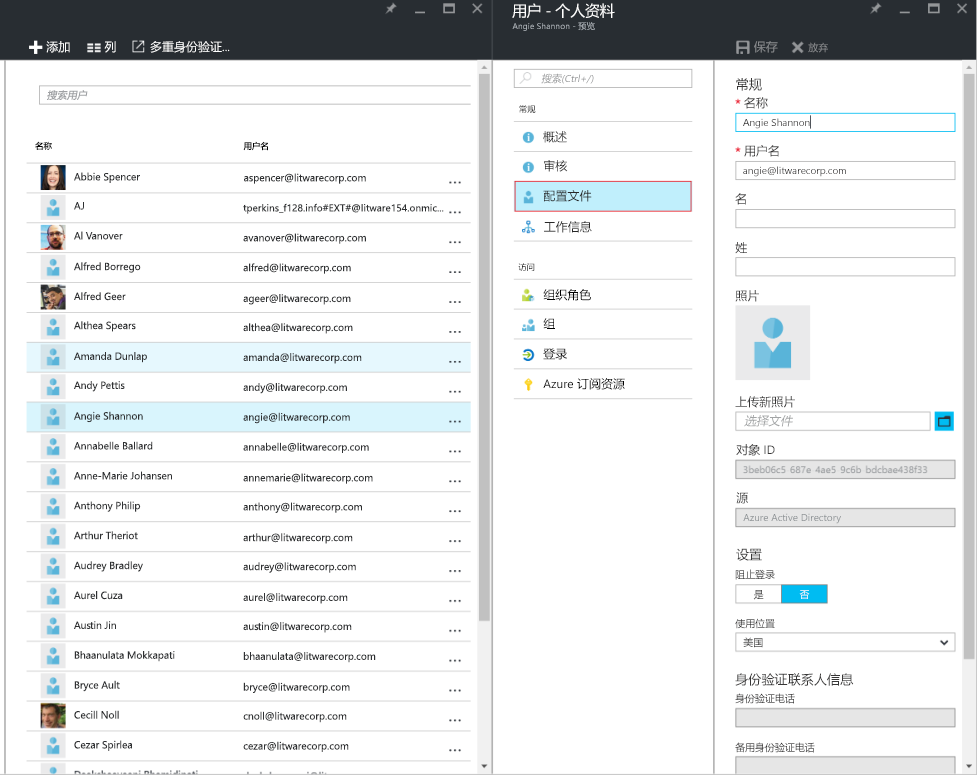 添加 列 多重身份验证...
搜索用户
名称 用户名
Abbie Spencer aspencer@litwarecorp.com ...
AJ tperkins_f128.info#EXT#@litware154.onmic... ...
Al Vanover avanover@litwarecorp.com ...
Alfred Borrego alfred@litwarecorp.com ...
Alfred Geer ageer@litwarecorp.com ...
Althea Spears althea@litwarecorp.com ...
Amanda Dunlap amanda@litwarecorp.com ...
Andy Pettis andy@litwarecorp.com ...
Angie Shannon angie@litwarecorp.com ...
Annabelle Ballard annabelle@litwarecorp.com ...
Anne-Marie Johansen annemarie@litwarecorp.com ...
Anthony Philip anthony@litwarecorp.com ...
Arthur Theriot arthur@litwarecorp.com ...
Audrey Bradley audrey@litwarecorp.com ...
Aurel Cuza aurel@litwarecorp.com ...
Austin Jin austin@litwarecorp.com ...
Bhaanulata Mokkapati bhaanulata@litwarecorp.com ...
Bryce Ault bryce@litwarecorp.com ...
Cecill Noll cnoll@litwarecorp.com ...
Cezar Spirlea cezar@litwarecorp.com ...
用户 - 个人资料
Angie Shannon - 预览
保存 放弃
搜索(Ctrl+/)
常规
概述
审核
配置文件
工作信息
访问
组织角色
组
登录
Azure 订阅资源
常规
* 名称
Angie Shannon
* 用户名
angie@litwarecorp.com
名
姓
照片
上传新照片
选择文件
对象 ID
3beb06c5 687e 4ae5 9c6b bdcbae438f33
源
Azure Active Directory
设置
阻止登录
是 否
使用位置
美国
身份验证联系人信息
身份验证电话
备用身份验证电话